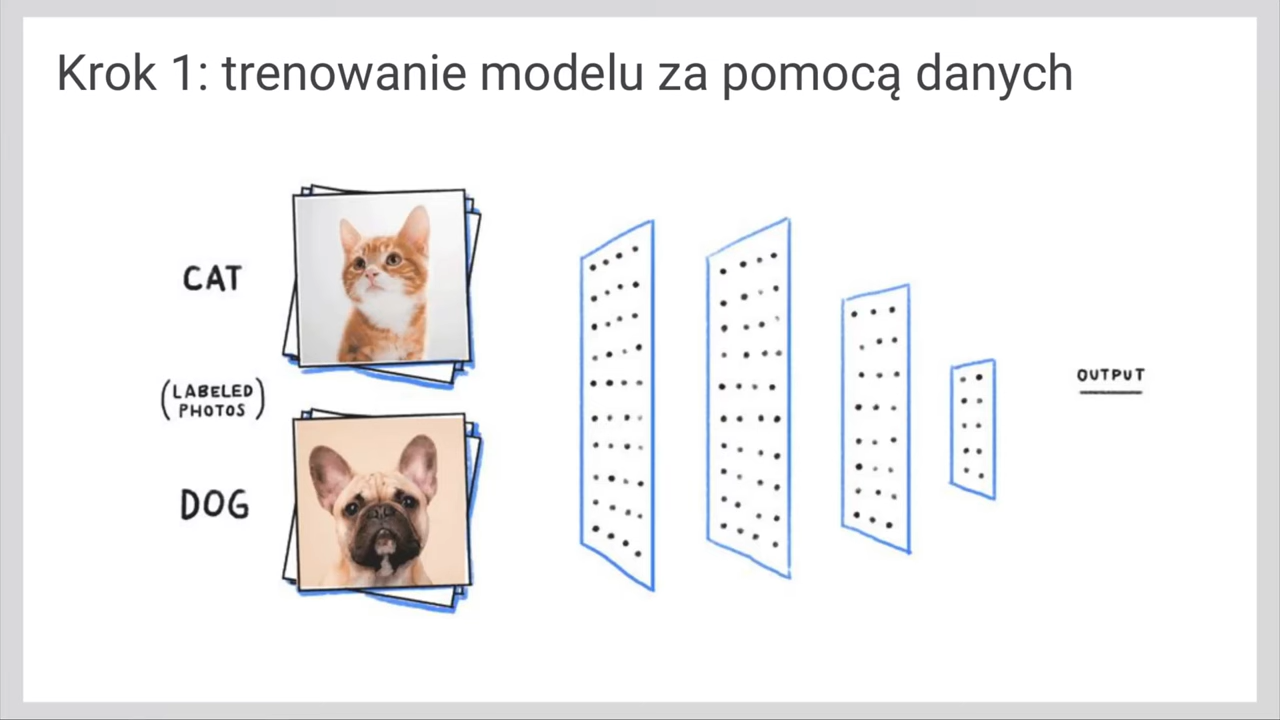 Krok 1: trenowanie modelu za pomocą danych
CAT
(LABELED
PHOTOS)
DOG
OUTPUT